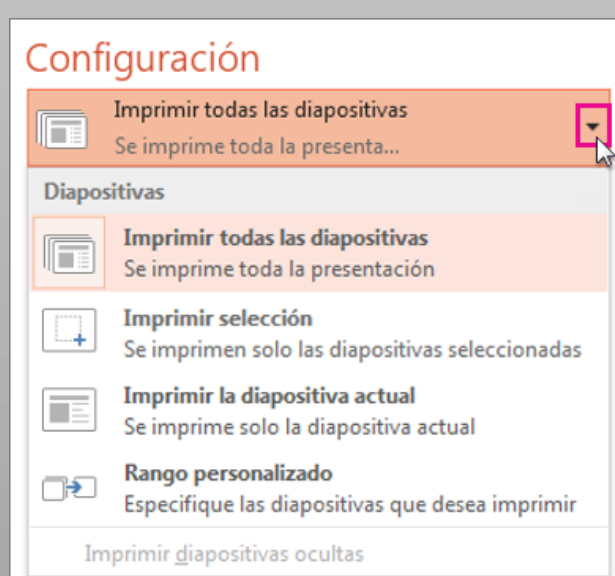 Configuración
Imprimir todas las diapositivas
Se imprime toda la presenta...
Diapositivas
Imprimir todas las diapositivas
Se imprime toda la presentación
Imprimir selección
Se imprimen solo las diapositivas seleccionadas
Imprimir la diapositiva actual
Se imprime solo la diapositiva actual
Rango personalizado
Especifique las diapositivas que desea imprimir
Imprimir diapositivas ocultas